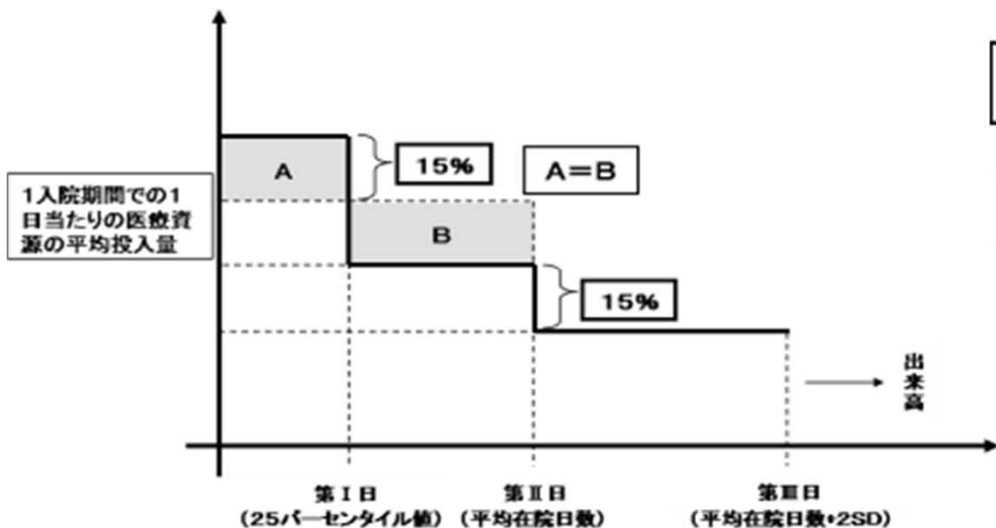 A
15%
A=B
1入院期間での1
日当たりの医療資
源の平均投入量
B
15%
出
来
高
第Ⅰ日
(25パーセンタイル値)
第Ⅱ日
(平均在院日数)
第Ⅲ日
(平均在院日数+2SD)